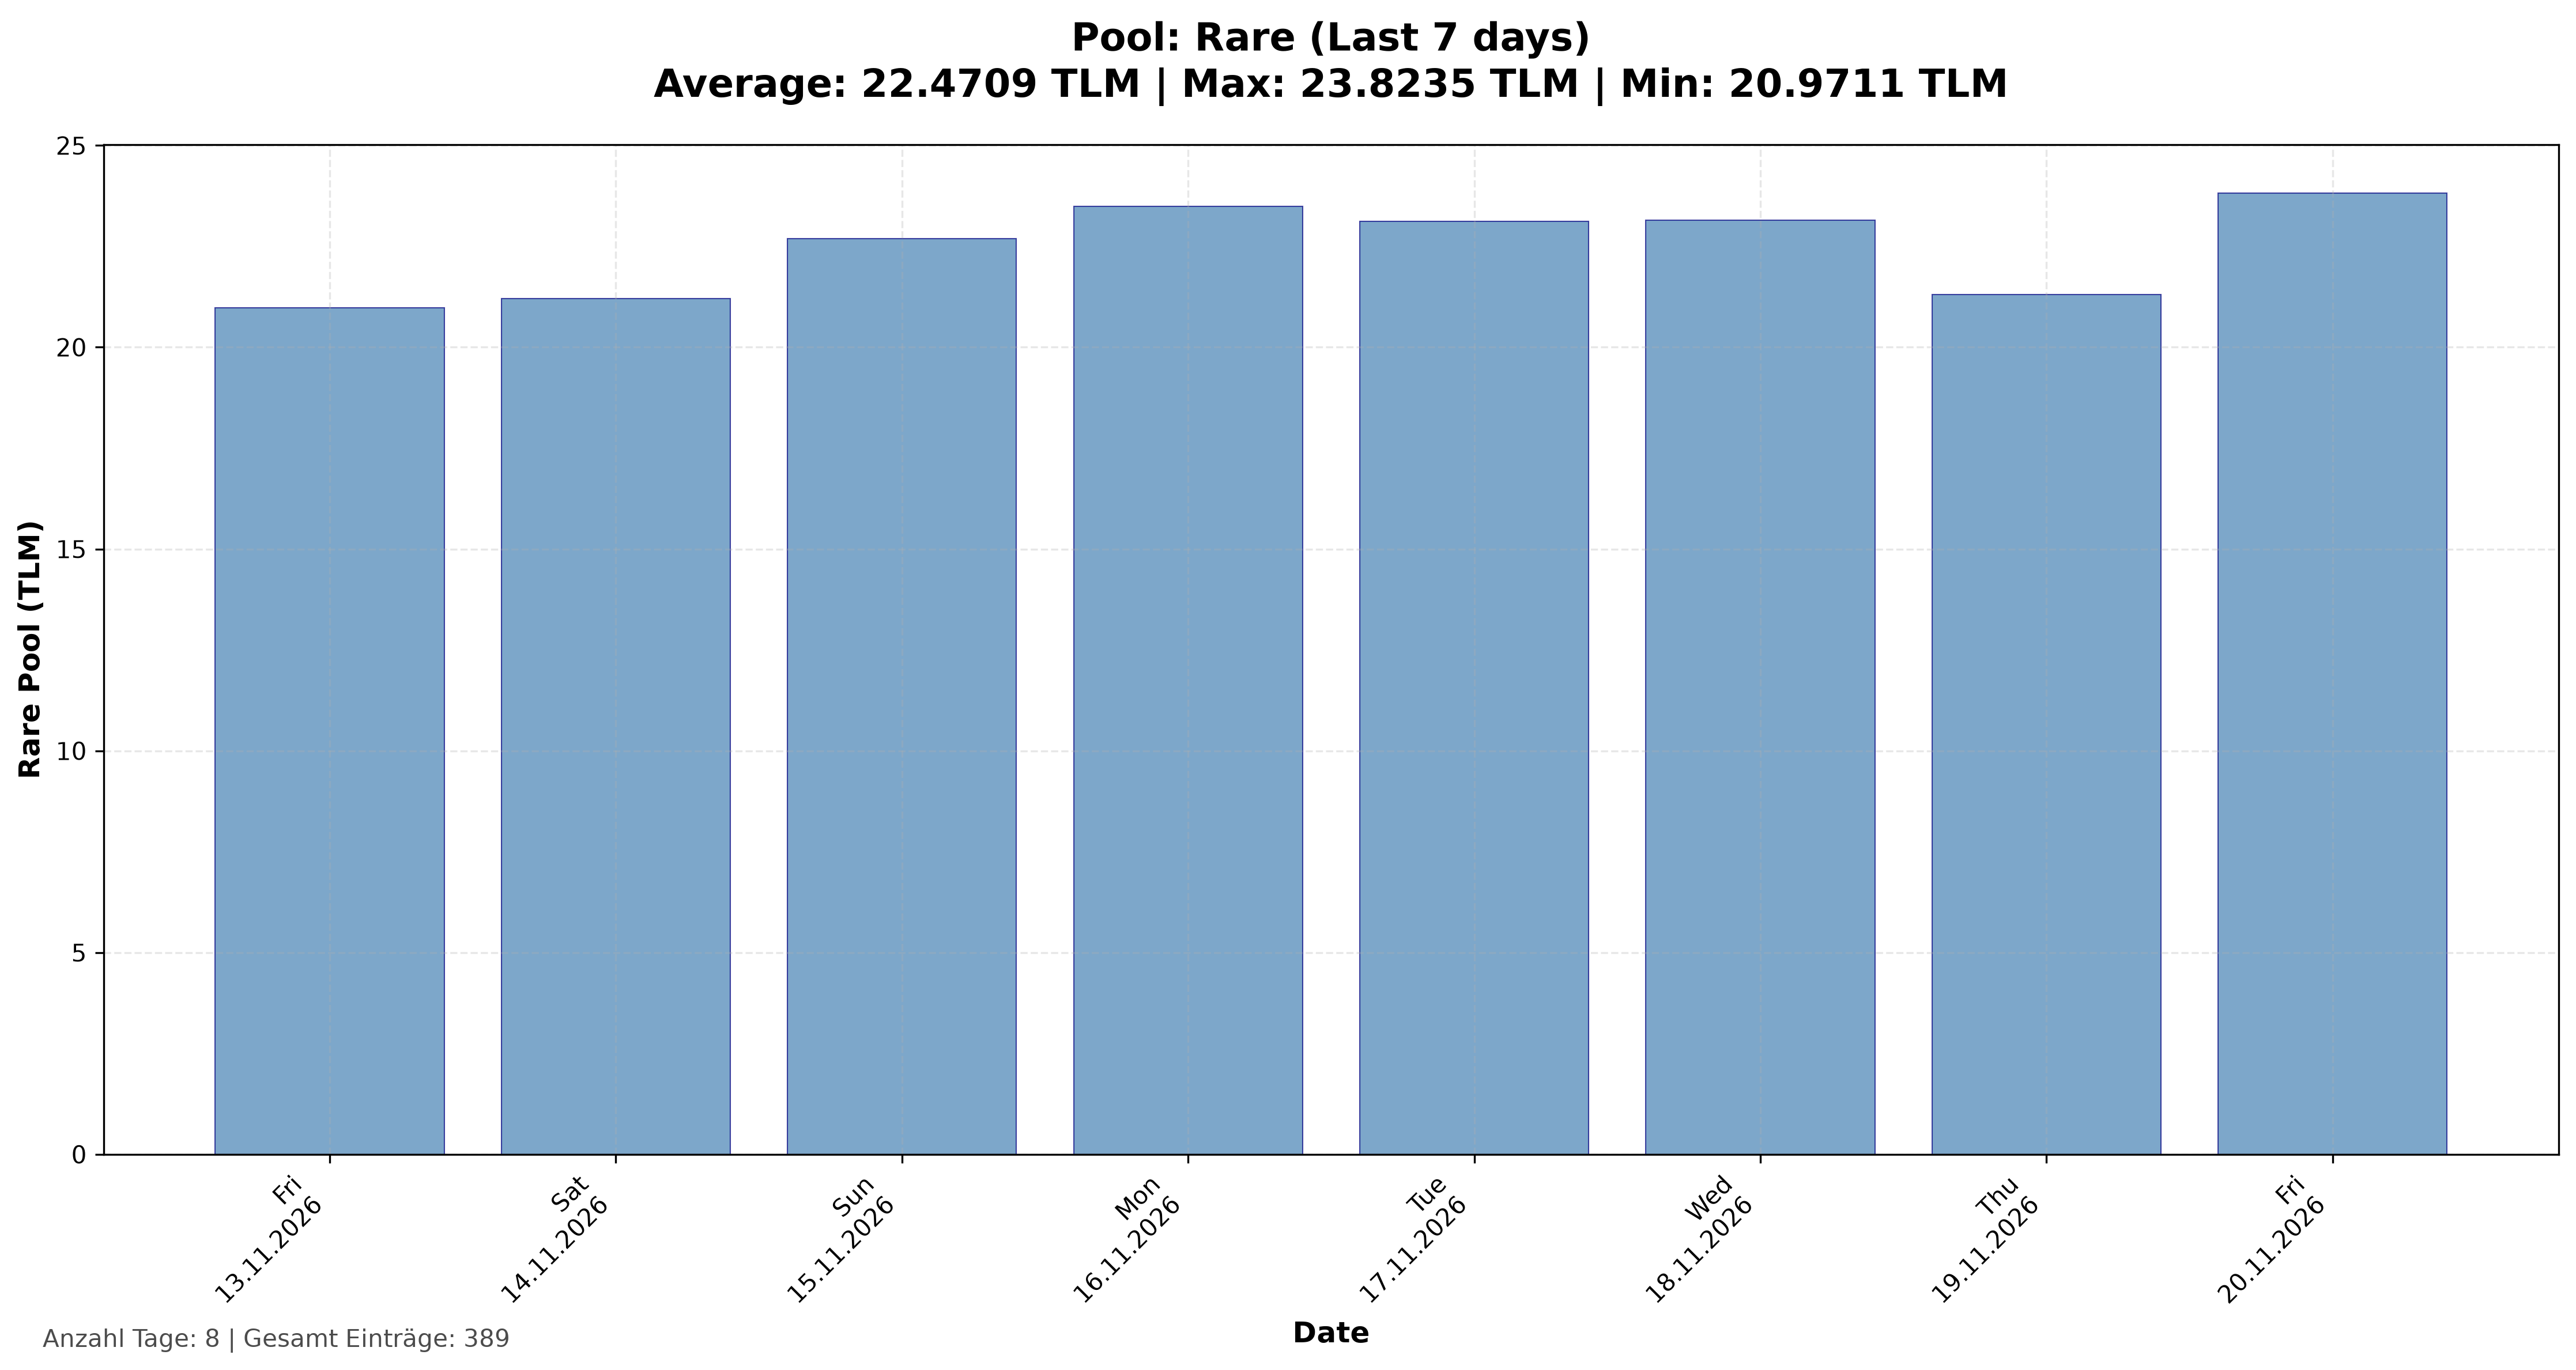 Pool: Rare (Last 7 days)
Average: 22.4709 TLM | Max: 23.8235 TLM | Min: 20.9711 TLM
Rare Pool (TLM)
25
20
15
10
5
0
Fri
13.11.2026
Sat
14.11.2026
Sun
15.11.2026
Mon
16.11.2026
Tue
17.11.2026
Wed
18.11.2026
Thu
19.11.2026
Fri
20.11.2026
Date
Anzahl Tage: 8 | Gesamt Einträge: 389